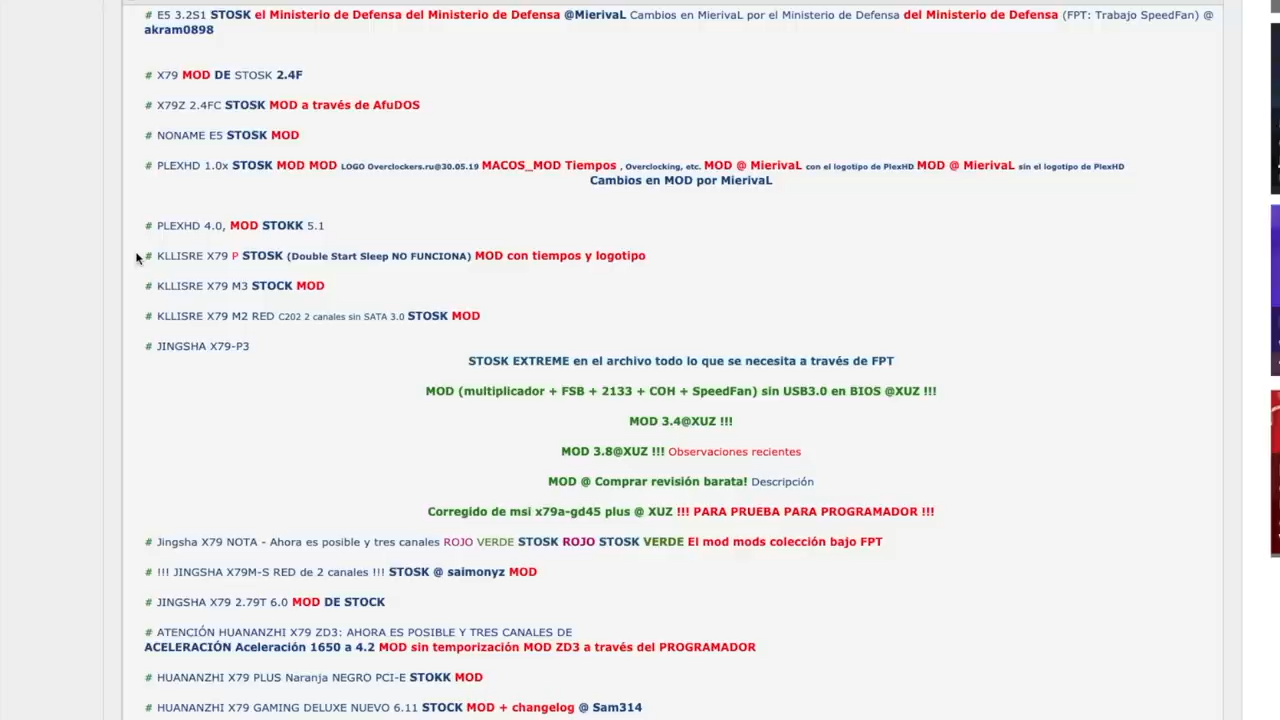 # E5 3.2S1 STOSK el Ministerio de Defensa del Ministerio de Defensa @MierivaL Cambios en MierivaL por el Ministerio de Defensa del Ministerio de Defensa (FPT: Trabajo SpeedFan) @
akram0898
# X79 MOD DE STOSK 2.4F
# X79Z 2.4FC STOSK MOD a través de AfuDOS
# NONAME E5 STOSK MOD
# PLEXHD 1.0x STOSK MOD MOD LOGO Overclockers.ru@30.05.19 MACOS_MOD Tiempos , Overclocking, etc. MOD @ MierivaL con el logotipo de PlexHD MOD @ MierivaL sin el logotipo de PlexHD
Cambios en MOD por MierivaL
# PLEXHD 4.0, MOD STOKK 5.1
# KLLISRE X79 P STOSK (Double Start Sleep NO FUNCIONA) MOD con tiempos y logotipo
# KLLISRE X79 M3 STOCK MOD
# KLLISRE X79 M2 RED C202 2 canales sin SATA 3.0 STOSK MOD
# JINGSHA X79-P3
STOSK EXTREME en el archivo todo lo que se necesita a través de FPT
MOD (multiplicador + FSB + 2133 + COH + SpeedFan) sin USB3.0 en BIOS @XUZ !!!
MOD 3.4@XUZ !!!
MOD 3.8@XUZ !!! Observaciones recientes
MOD @ Comprar revisión barata! Descripción
Corregido de msi x79a-gd45 plus @ XUZ !!! PARA PRUEBA PARA PROGRAMADOR !!!
# Jingsha X79 NOTA - Ahora es posible y tres canales ROJO VERDE STOSK ROJO STOSK VERDE El mod mods colección bajo FPT
# !!! JINGSHA X79M-S RED de 2 canales !!! STOSK @ saimonyz MOD
# JINGSHA X79 2.79T 6.0 MOD DE STOCK
# ATENCIÓN HUANANZHI X79 ZD3: AHORA ES POSIBLE Y TRES CANALES DE
ACELERACIÓN Aceleración 1650 a 4.2 MOD sin temporización MOD ZD3 a través del PROGRAMADOR
# HUANANZHI X79 PLUS Naranja NEGRO PCI-E STOKK MOD
# HUANANZHI X79 GAMING DELUXE NUEVO 6.11 STOCK MOD + changelog @ Sam314